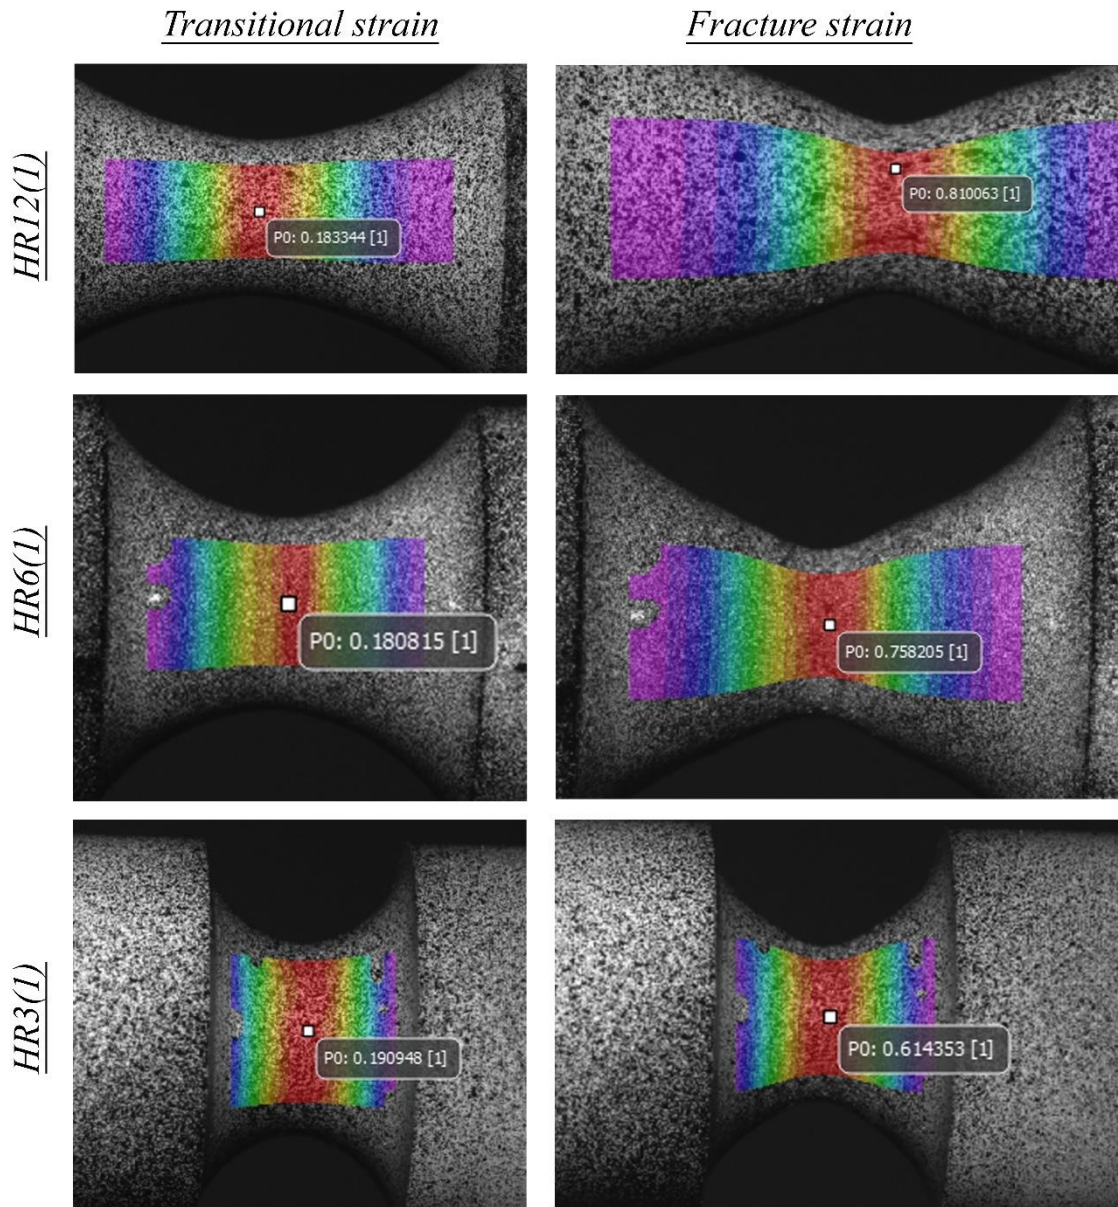 Transitional strain
Fracture strain
HR12(1)
P0: 0.183344 [1]
P0: 0.810063 [1]
HR6(1)
P0: 0.180815 [1]
P0: 0.758205 [1]
HR3(1)
P0: 0.190948 [1]
P0: 0.614353 [1]